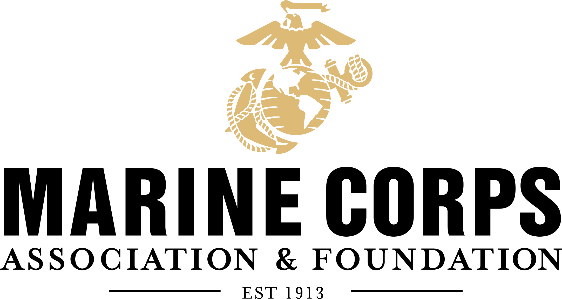 MARINE CORPS
ASSOCIATION & FOUNDATION
EST 1913